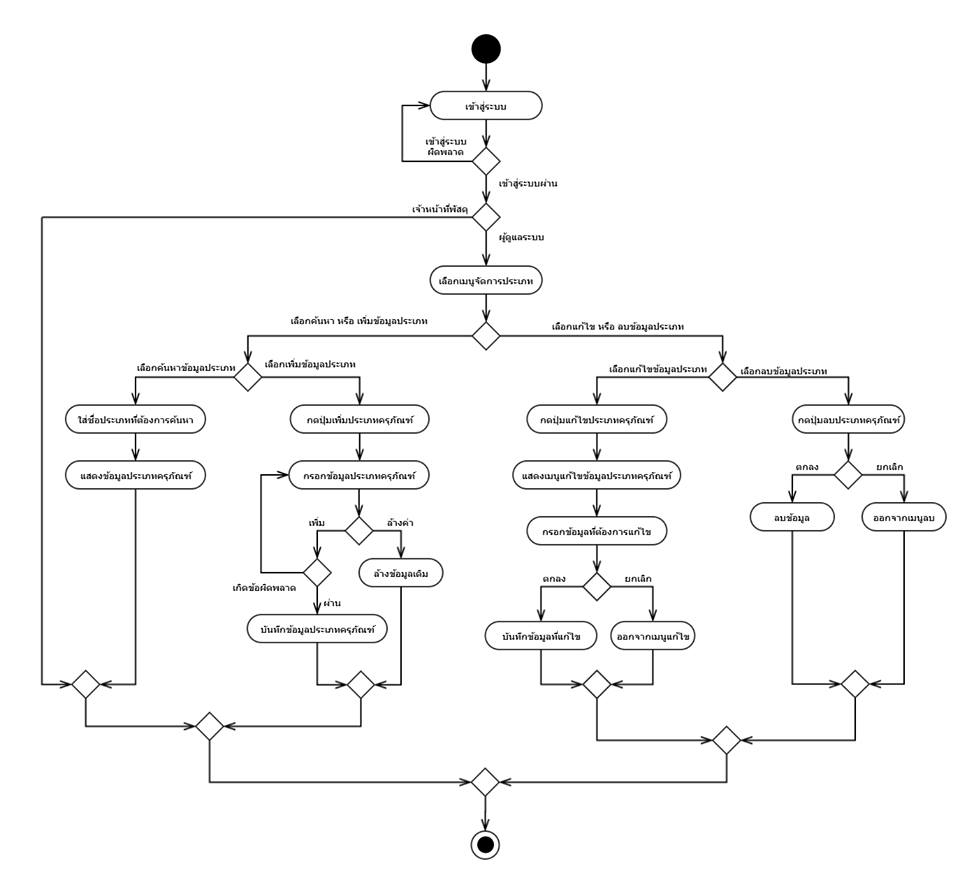 เข้าสู่ระบบ
เข้าสู่ระบบ
ผิดพลาด
เข้าสู่ระบบผ่าน
เจ้าหน้าที่พัสดุ
ผู้ดูแลระบบ
เลือกเมนูจัดการประเภท
เลือกค้นหา หรือ เพิ่มข้อมูลประเภท
เลือกแก้ไข หรือ ลบข้อมูลประเภท
เลือกค้นหาข้อมูลประเภท
เลือกเพิ่มข้อมูลประเภท
เลือกแก้ไขข้อมูลประเภท
เลือกลบข้อมูลประเภท
ใส่ชื่อประเภทที่ต้องการค้นหา
กดปุ่มเพิ่มประเภทครุภัณฑ์
กดปุ่มแก้ไขประเภทครุภัณฑ์
กดปุ่มลบประเภทครุภัณฑ์
แสดงข้อมูลประเภทครุภัณฑ์
กรอกข้อมูลประเภทครุภัณฑ์
แสดงเมนูแก้ไขข้อมูลประเภทครุภัณฑ์
ตกลง
ยกเลิก
เพิ่ม
ล้างค่า
กรอกข้อมูลที่ต้องการแก้ไข
ลบข้อมูล
ออกจากเมนูลบ
ล้างข้อมูลเดิม
เกิดข้อผิดพลาด
ตกลง
ยกเลิก
ผ่าน
บันทึกข้อมูลประเภทครุภัณฑ์
บันทึกข้อมูลที่แก้ไข
ออกจากเมนูแก้ไข